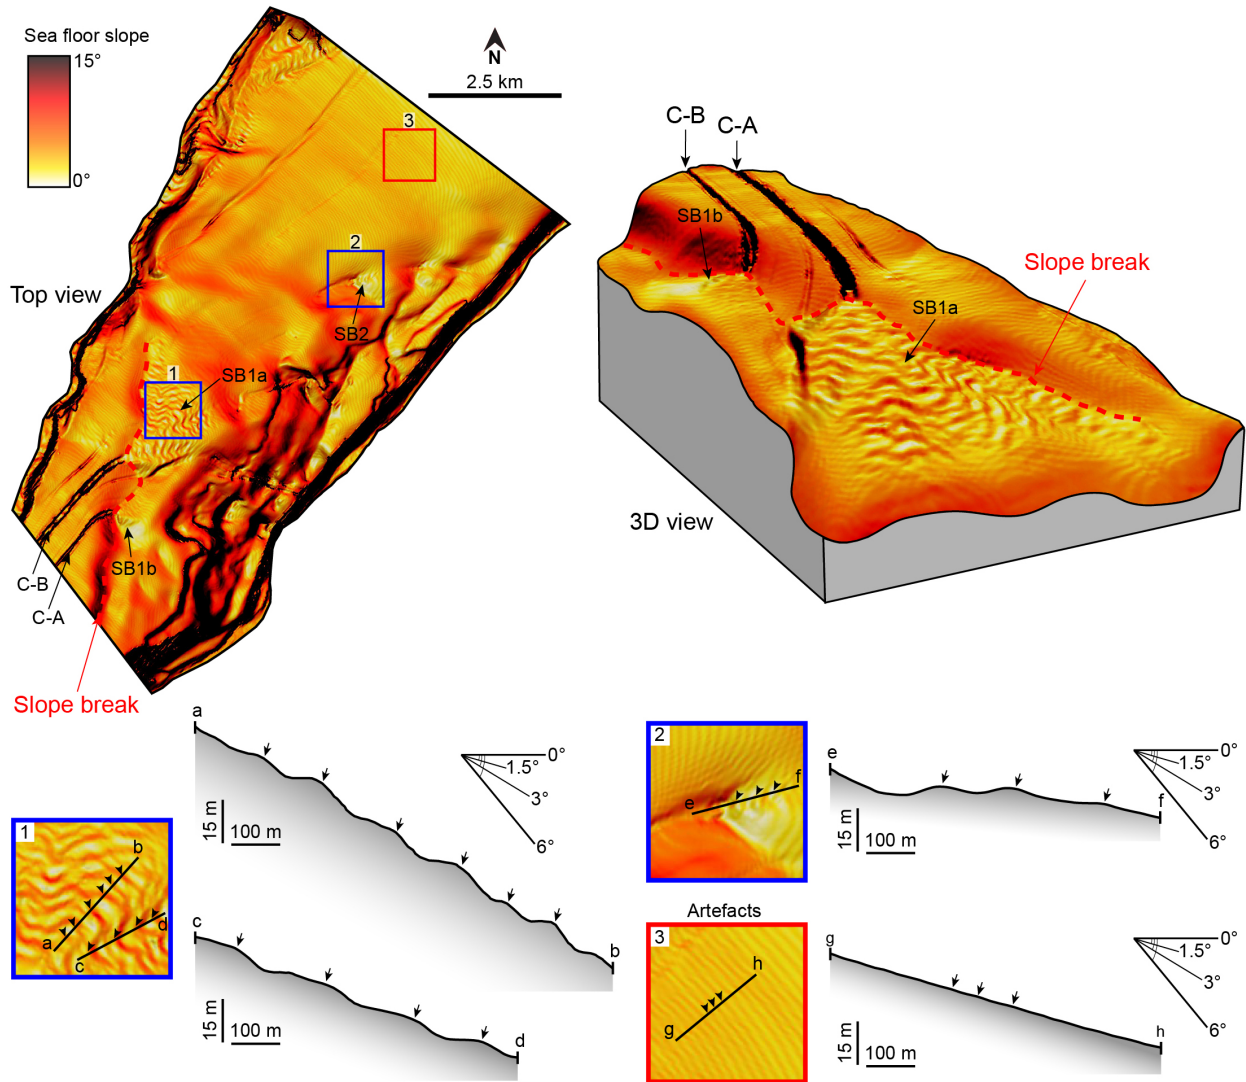 Sea floor slope
15°
0°
N
2.5 km
Top view
3
2
SB2
1
SB1a
SB1b
C-B
C-A
Slope break
C-B
C-A
SB1b
SB1a
Slope break
3D view
1
a
b
c
d
a
b
15 m
100 m
0°
1.5°
3°
6°
c
d
15 m
100 m
2
e
f
e
f
15 m
100 m
0°
1.5°
3°
6°
Artefacts
3
g
h
g
h
15 m
100 m
0°
1.5°
3°
6°